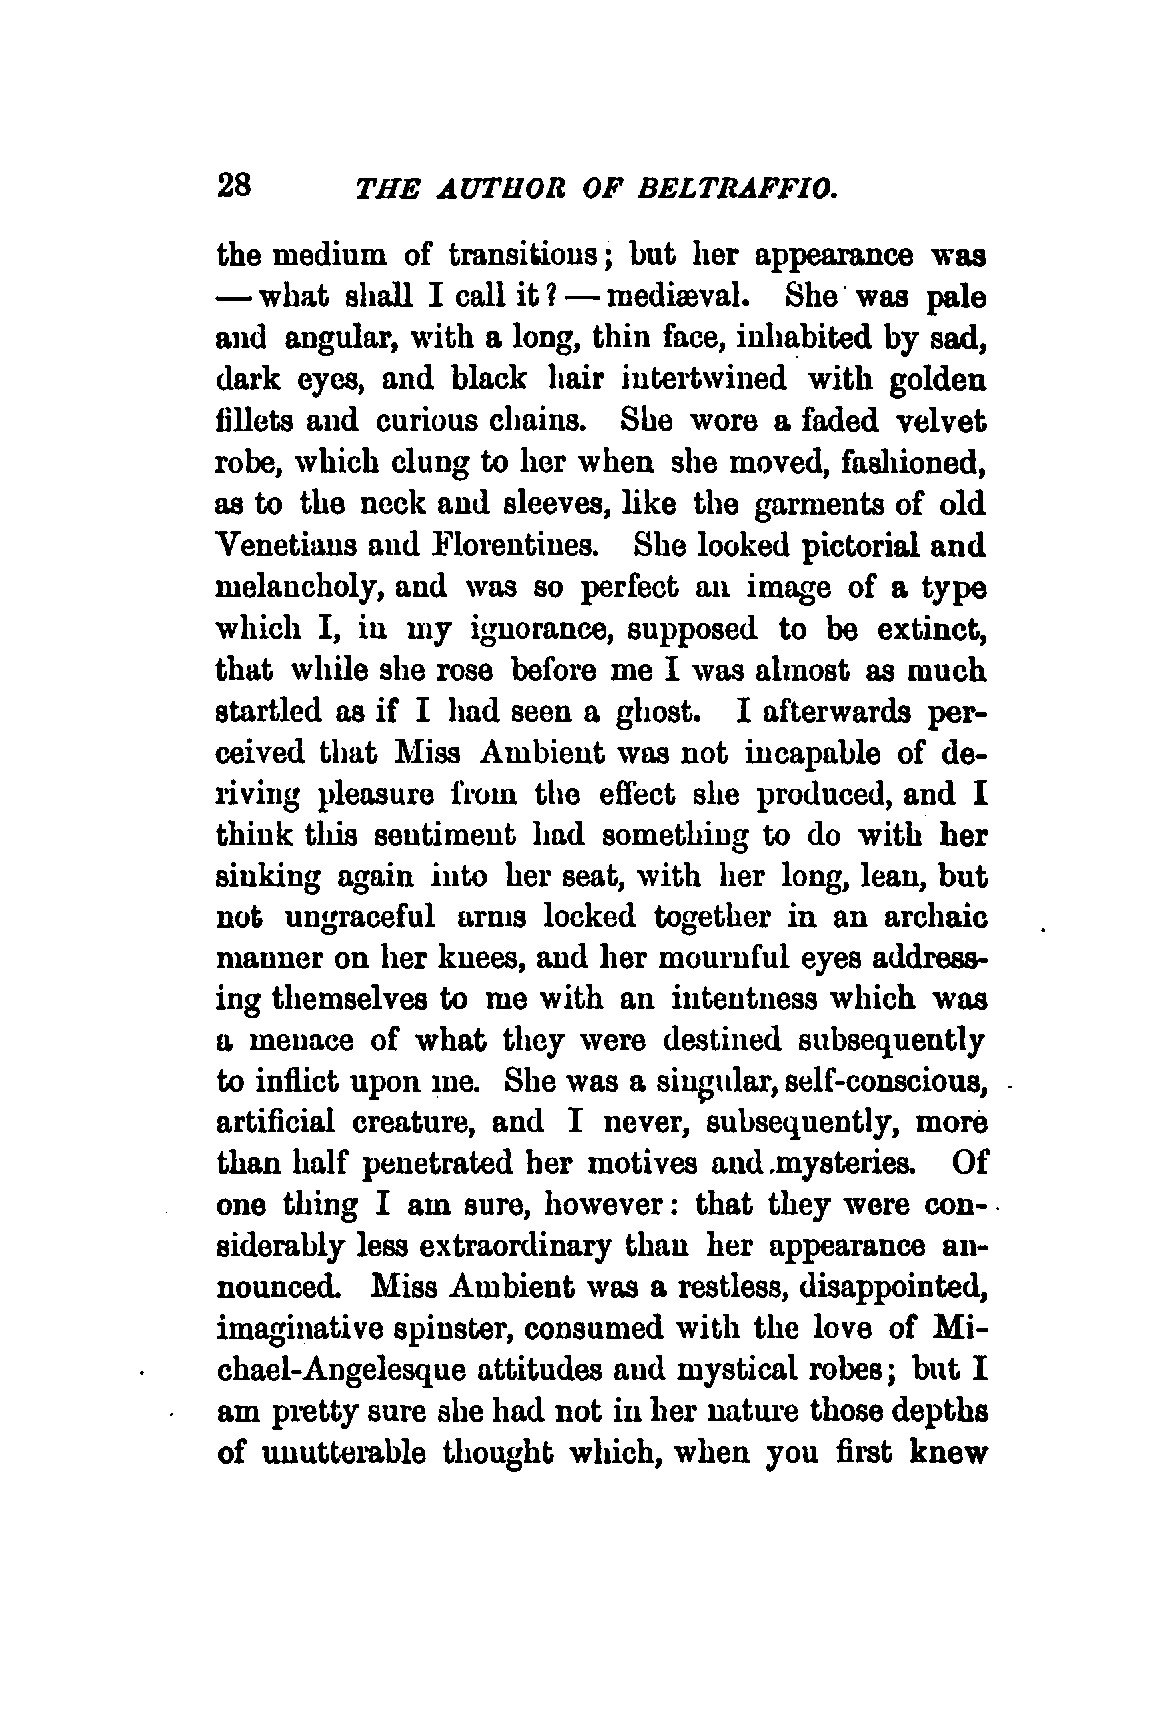 28 THE AUTHOR OF BELTRAFFIO.
the medium of transitions; but her appearance was
— what shall I call it? — mediæval. She was pale
and angular, with a long, thin face, inhabited by sad,
dark eyes, and black hair intertwined with golden
fillets and curious chains. She wore a faded velvet
robe, which clung to her when she moved, fashioned,
as to the neck and sleeves, like the garments of old
Venetians and Florentines. She looked pictorial and
melancholy, and was so perfect an image of a type
which I, in my ignorance, supposed to be extinct,
that while she rose before me I was almost as much
startled as if I had seen a ghost. I afterwards per-
ceived that Miss Ambient was not incapable of de-
riving pleasure from the effect she produced, and I
think this sentiment had something to do with her
sinking again into her seat, with her long, lean, but
not ungraceful arms locked together in an archaic
manner on her knees, and her mournful eyes address-
ing themselves to me with an intentness which was
a menace of what they were destined subsequently
to inflict upon me. She was a singular, self-conscious,
artificial creature, and I never, subsequently, more
than half penetrated her motives and mysteries. Of
one thing I am sure, however: that they were con-
siderably less extraordinary than her appearance an-
nounced. Miss Ambient was a restless, disappointed,
imaginative spinster, consumed with the love of Mi-
chael-Angelesque attitudes and mystical robes; but I
am pretty sure she had not in her nature those depths
of unutterable thought which, when you first knew